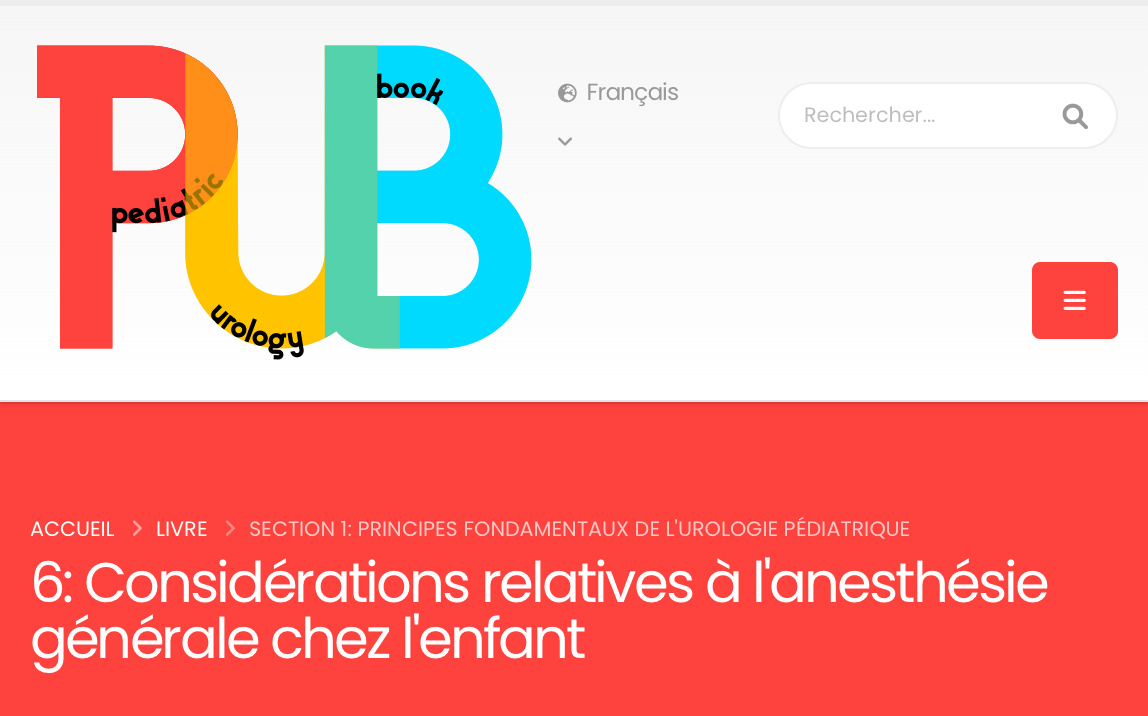 PUB
pediatric
urology
book
Français
Rechercher...
ACCUEIL
LIVRE
SECTION 1: PRINCIPES FONDAMENTAUX DE L'UROLOGIE PÉDIATRIQUE
6: Considérations relatives à l'anesthésie
générale chez l'enfant